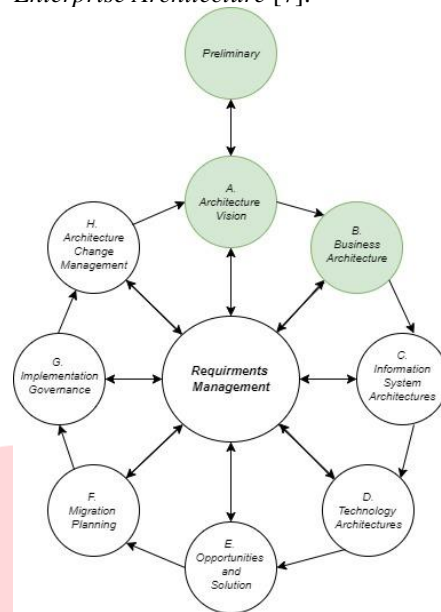 Enterprise Architecture [7].
Preliminary
A.
Architecture
Vision
H.
Architecture
Change
Management
B.
Business
Architecture
G.
Implementation
Governance
Requirments
Management
C.
Information
System
Architectures
F.
Migration
Planning
D.
Technology
Architectures
E.
Opportunities
and
Solution